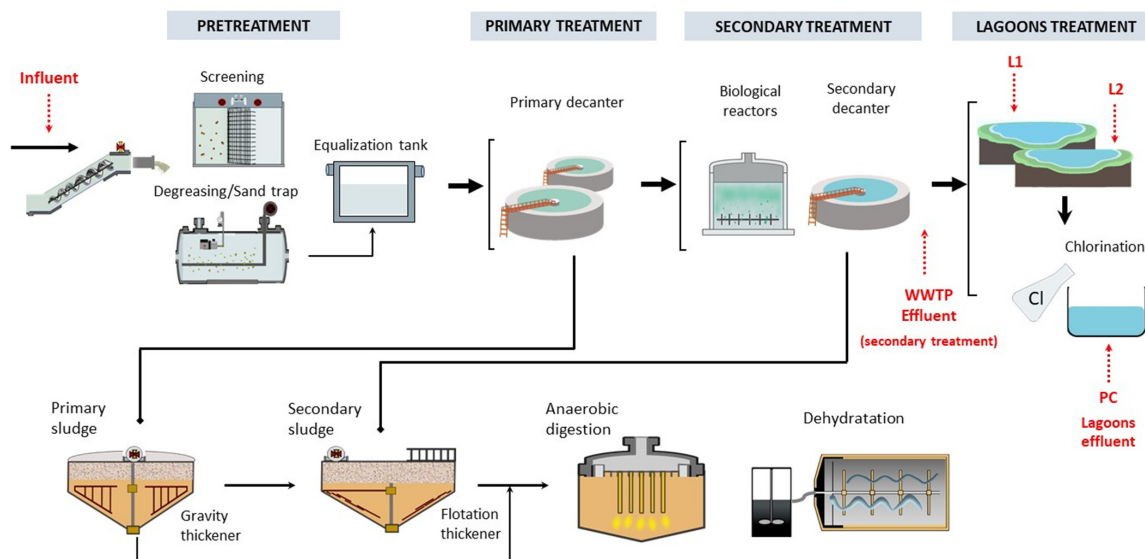 PRETREATMENT
PRIMARY TREATMENT
SECONDARY TREATMENT
LAGOONS TREATMENT
Influent
Screening
Degreasing/Sand trap
Equalization tank
Primary decanter
Biological
reactors
Secondary
decanter
L1
L2
Chlorination
Cl
WWTP
Effluent
(secondary treatment)
PC
Lagoons
effluent
Primary
sludge
Gravity
thickener
Secondary
sludge
Flotation
thickener
Anaerobic
digestion
Dehydratation